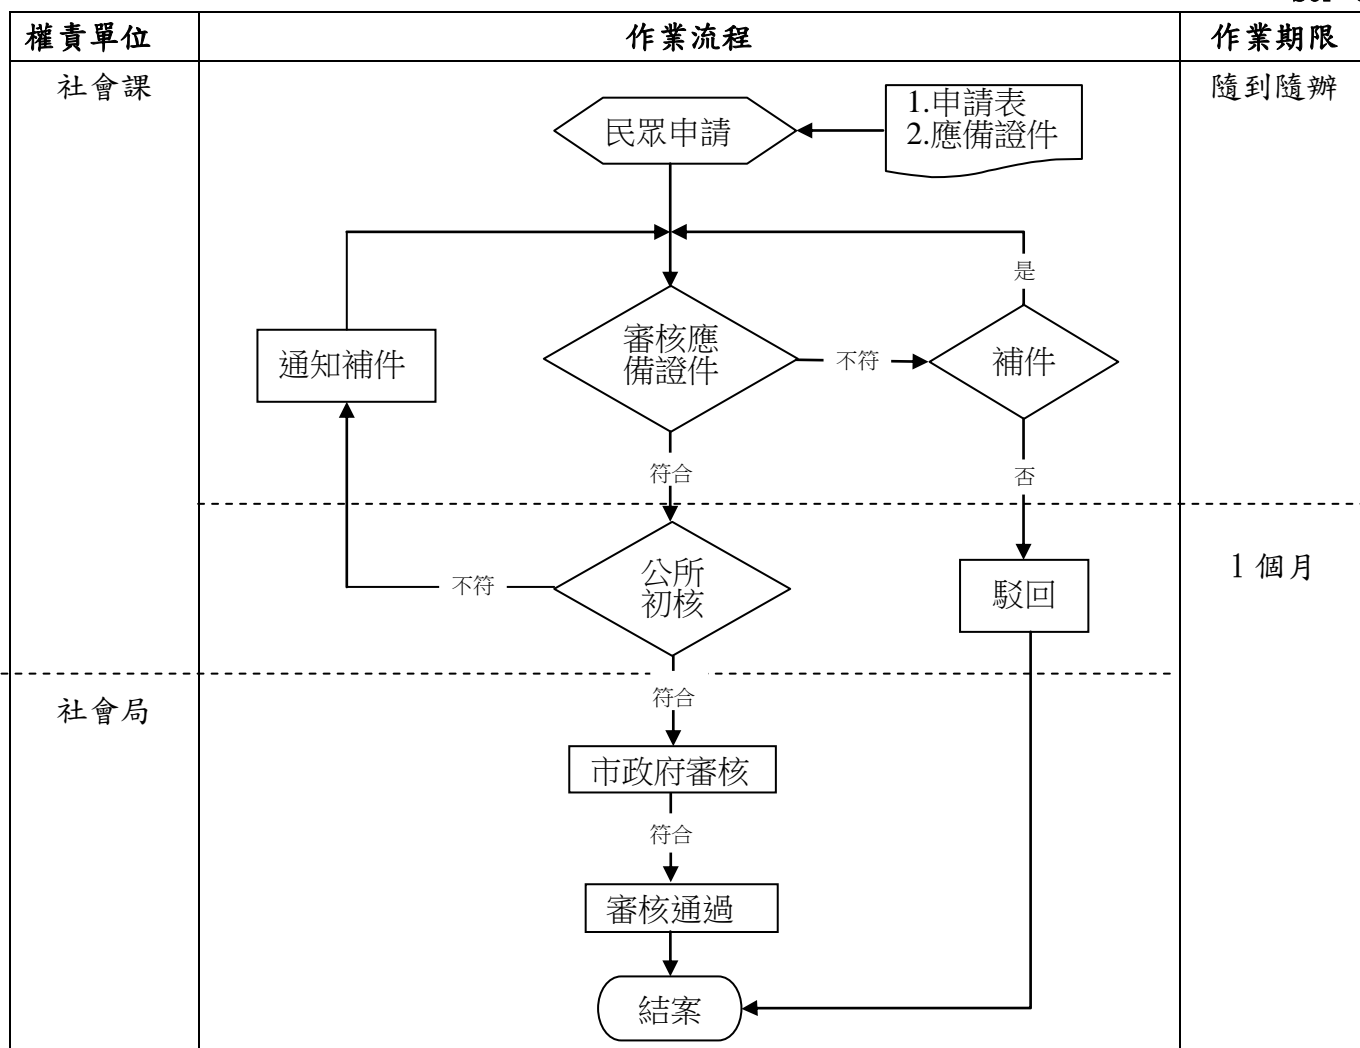 權責單位
作業流程
作業期限
社會課
隨到隨辦
民眾申請
1.申請表
2.應備證件
是
通知補件
審核應
備證件
不符
補件
符合
否
公所
初核
不符
駁回
1 個月
社會局
符合
市政府審核
符合
審核通過
結案